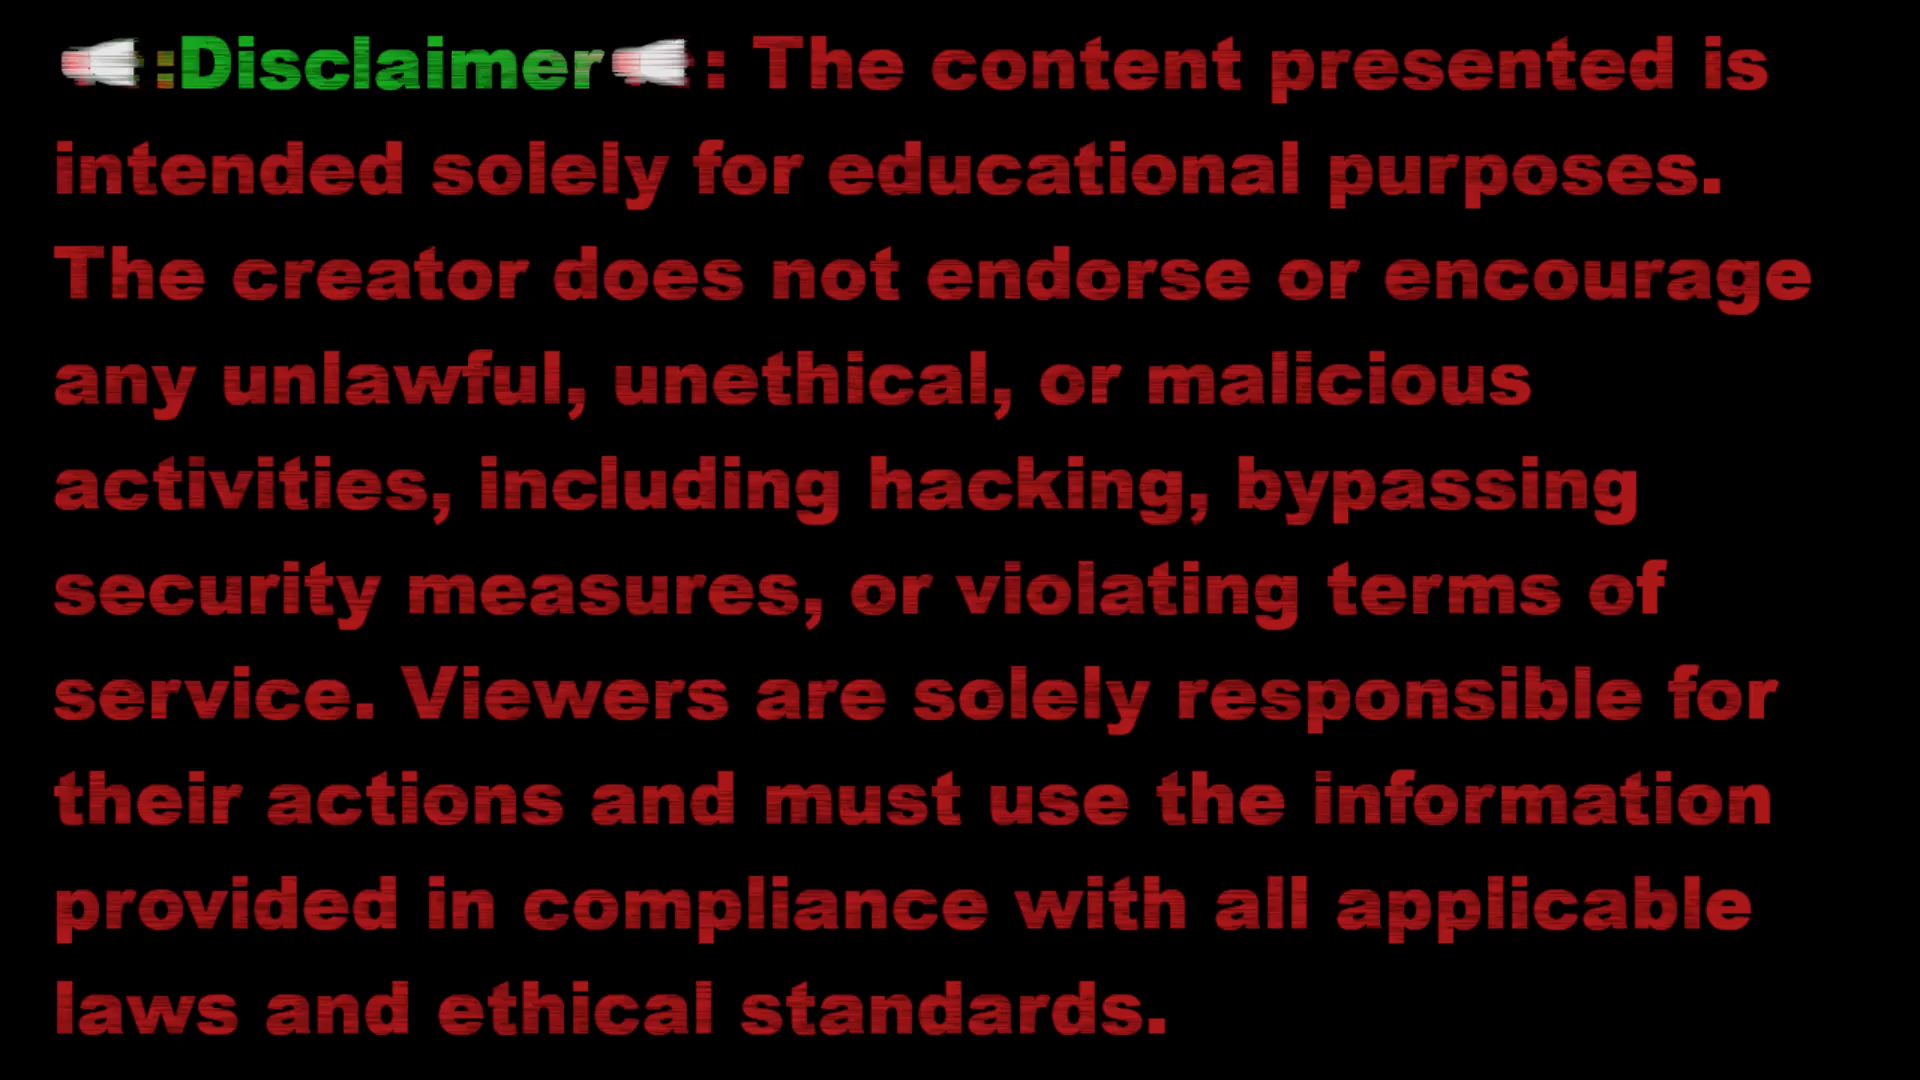 📢:Disclaimer📢: The content presented is
intended solely for educational purposes.
The creator does not endorse or encourage
any unlawful, unethical, or malicious
activities, including hacking, bypassing
security measures, or violating terms of
service. Viewers are solely responsible for
their actions and must use the information
provided in compliance with all applicable
laws and ethical standards.